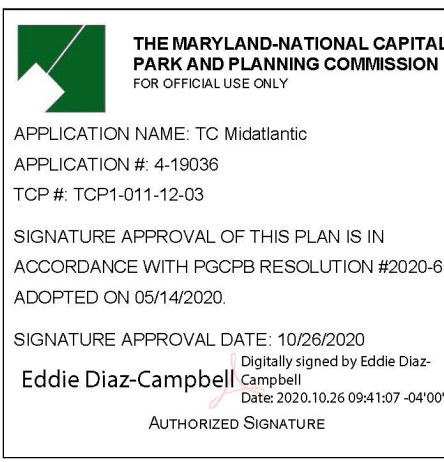 THE MARYLAND-NATIONAL CAPITAL
PARK AND PLANNING COMMISSION
FOR OFFICIAL USE ONLY
APPLICATION NAME: TC Midatlantic
APPLICATION #: 4-19036
TCP #: TCP1-011-12-03
SIGNATURE APPROVAL OF THIS PLAN IS IN
ACCORDANCE WITH PGCPB RESOLUTION #2020-6
ADOPTED ON 05/14/2020.
SIGNATURE APPROVAL DATE: 10/26/2020
Eddie Diaz-Campbell
Digitally signed by Eddie Diaz-
Campbell
Date: 2020.10.26 09:41:07 -04'00'
AUTHORIZED SIGNATURE